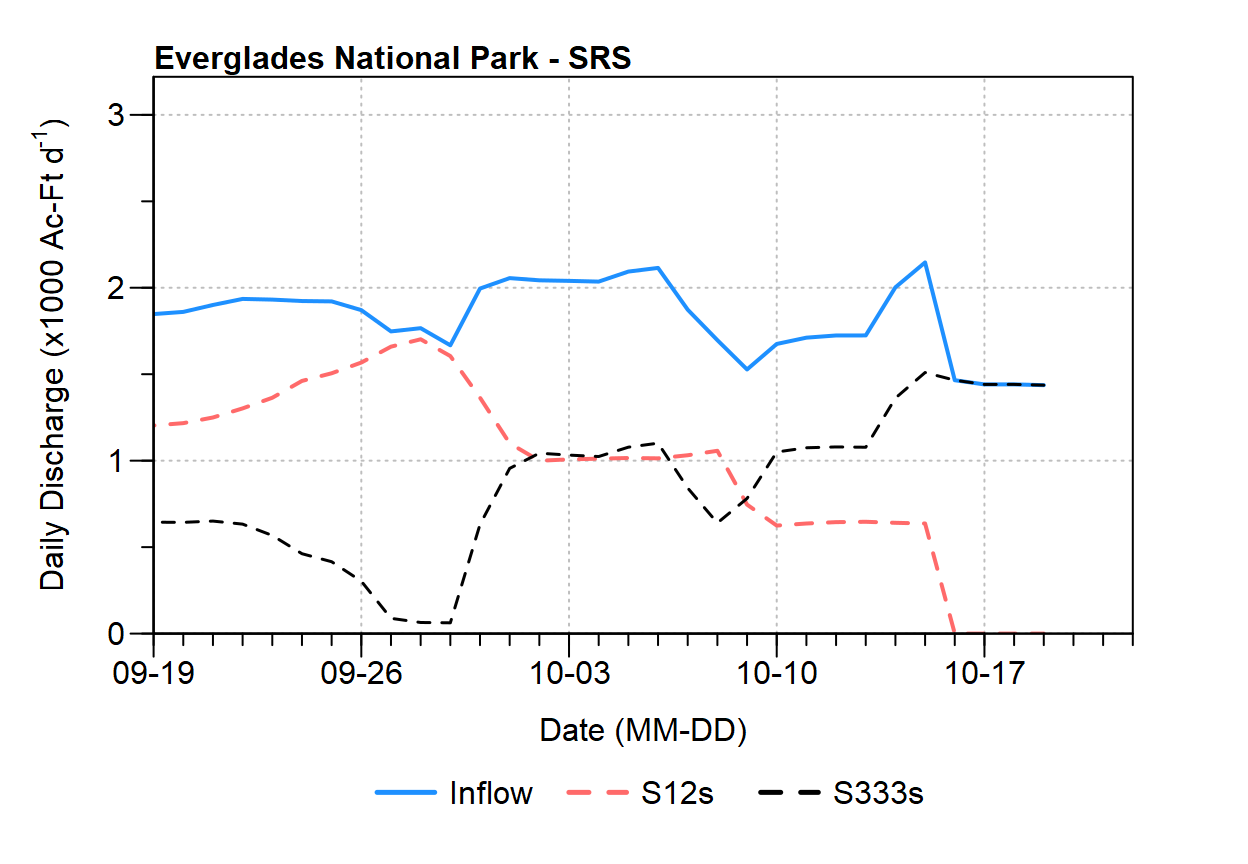 Everglades National Park - SRS
Daily Discharge (x1000 Ac-Ft d-1)
3
2
1
0
09-19 09-26 10-03 10-10 10-17
Date (MM-DD)
Inflow S12s S333s